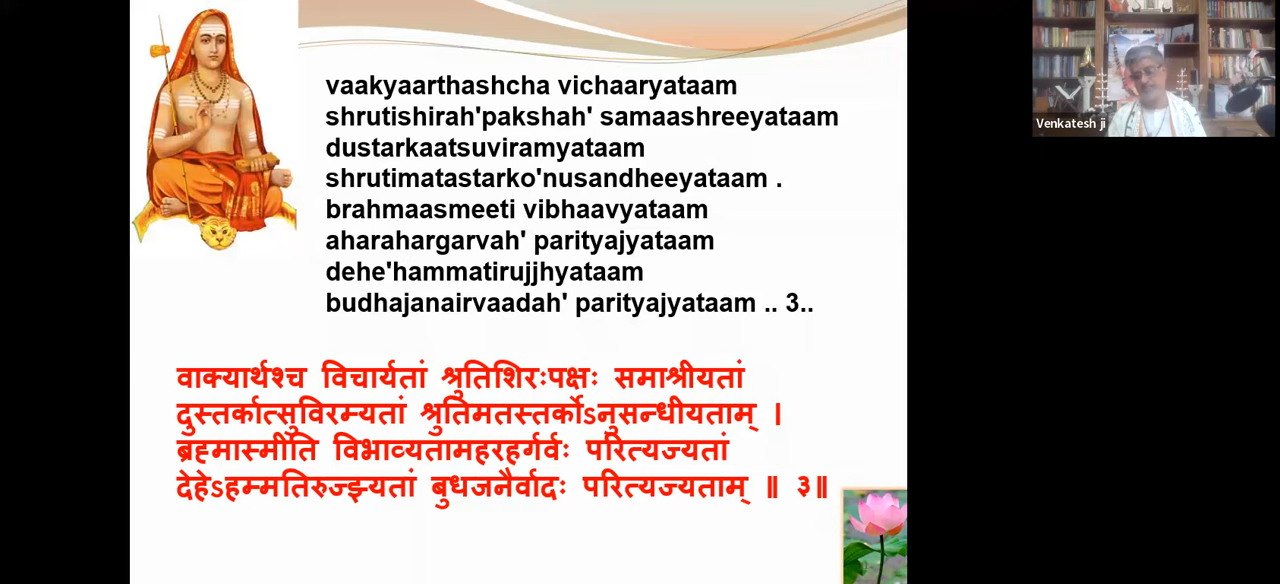 vaakyaarthashcha vichaaryataam
shrutishirah'pakshah' samaashreeyataam
dustarkaatsuviramyataam
shrutimatastarko'nusandheeyataam .
brahmaasmeeti vibhaavyataam
aharahargarvah' parityajyataam
dehe'hammatirujjhyataam
budhajanairvaadah' parityajyataam .. 3..
वाक्यार्थश्च विचार्यतां श्रुतिशिरःपक्षः समाश्रीयतां
दुस्तर्कात्सुविरम्यतां श्रुतिमतस्तर्कोऽनुसन्धीयताम् ।
ब्रह्मास्मीति विभाव्यतामहरहर्गर्वः परित्यज्यतां
देहेऽहम्मतिरुज्झ्यतां बुधजनैर्वादः परित्यज्यताम् ॥ ३॥
Venkatesh ji